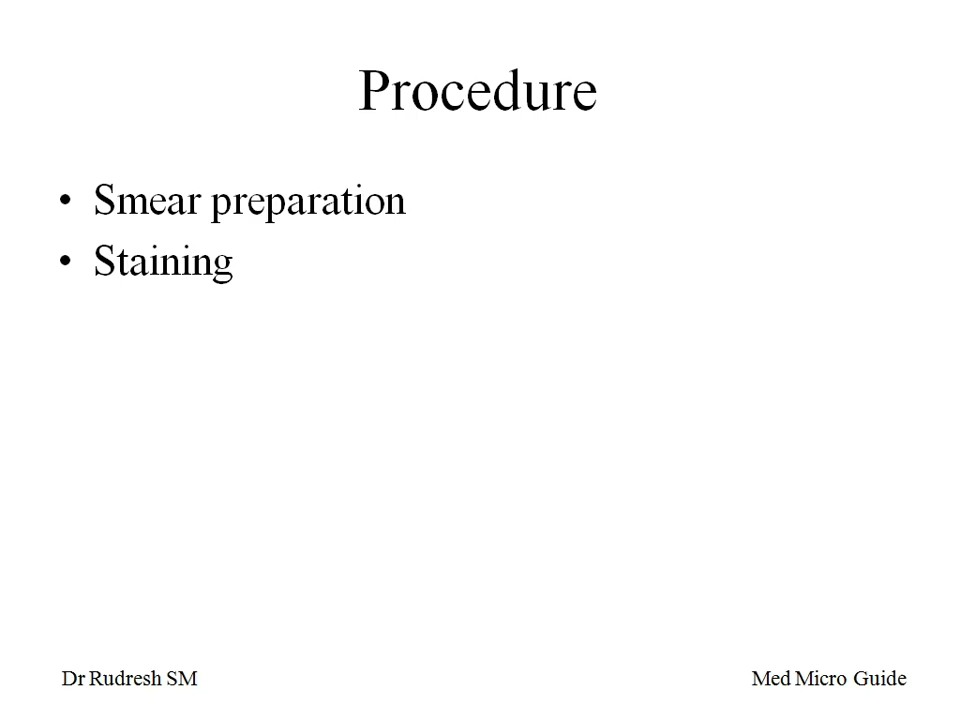 Procedure
• Smear preparation
• Staining
Dr Rudresh SM
Med Micro Guide